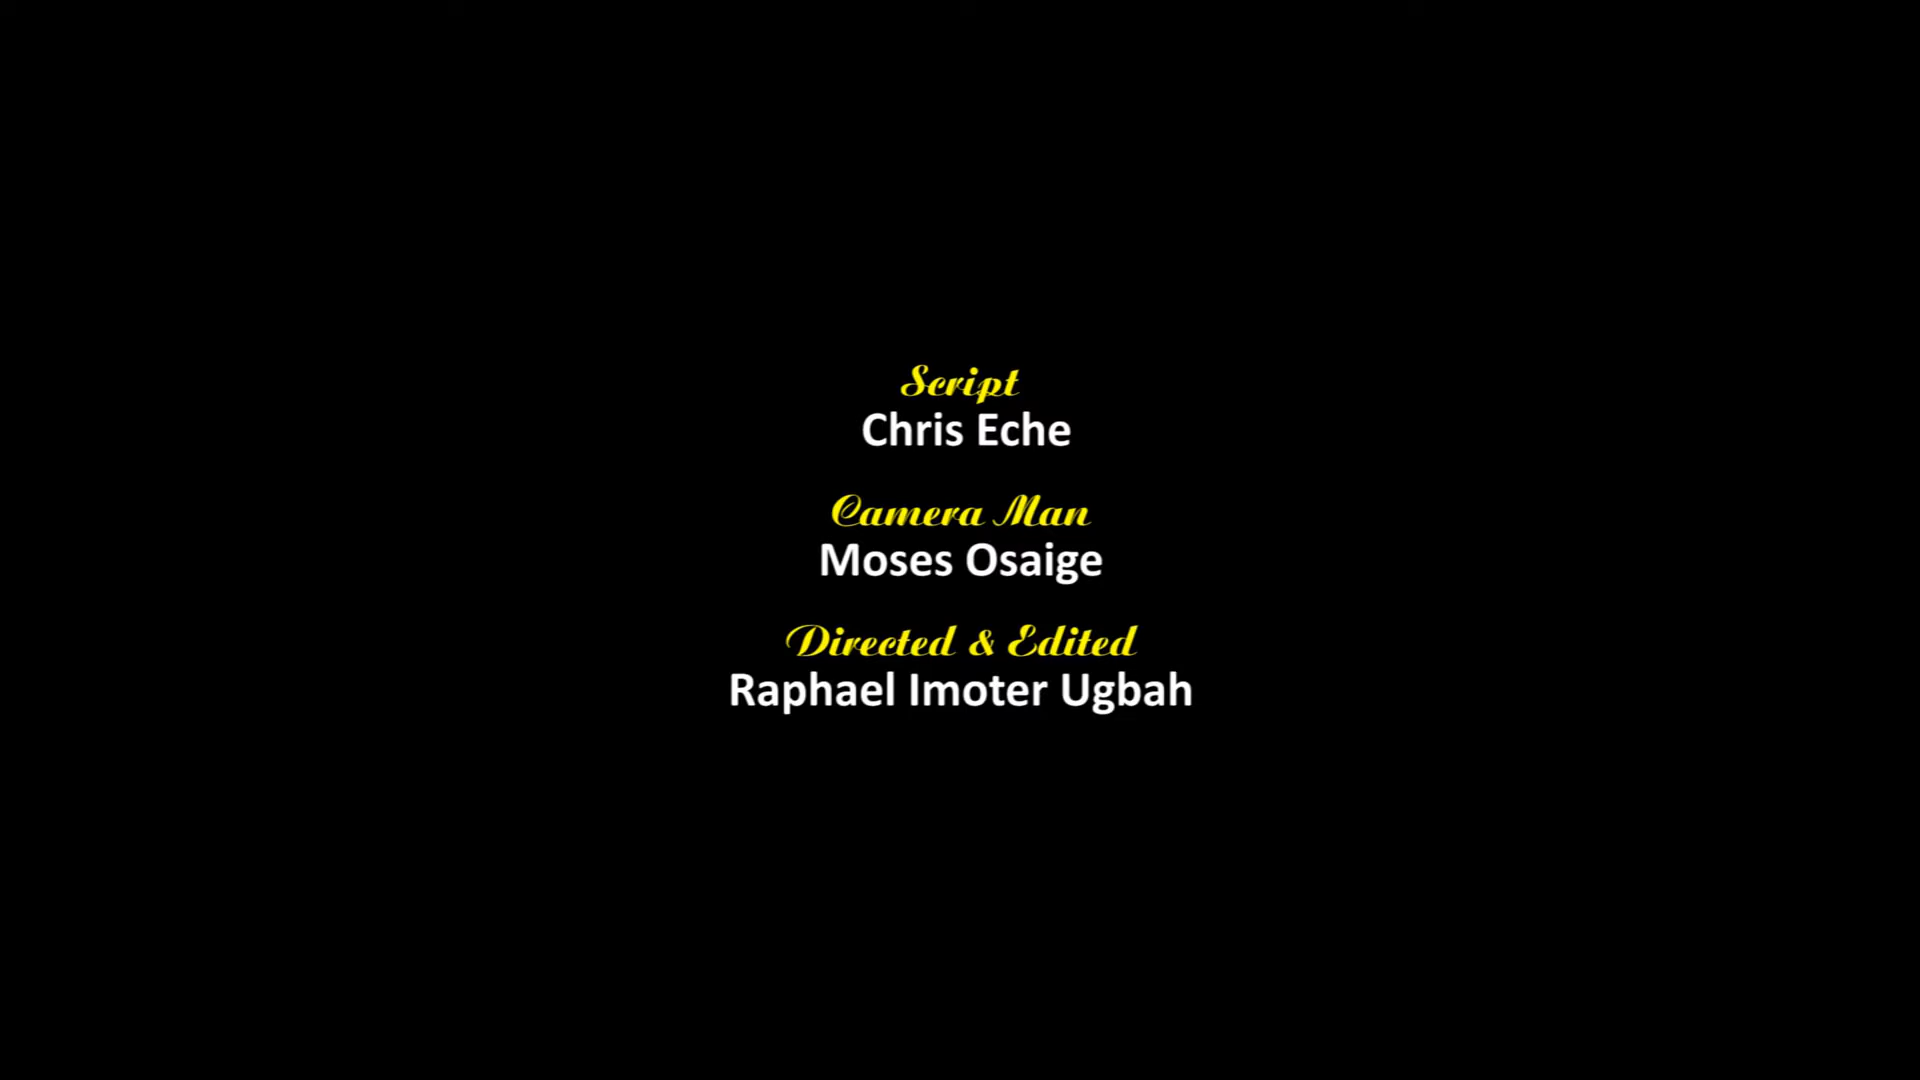 Script
Chris Eche
Camera Man
Moses Osaige
Directed & Edited
Raphael Imoter Ugbah